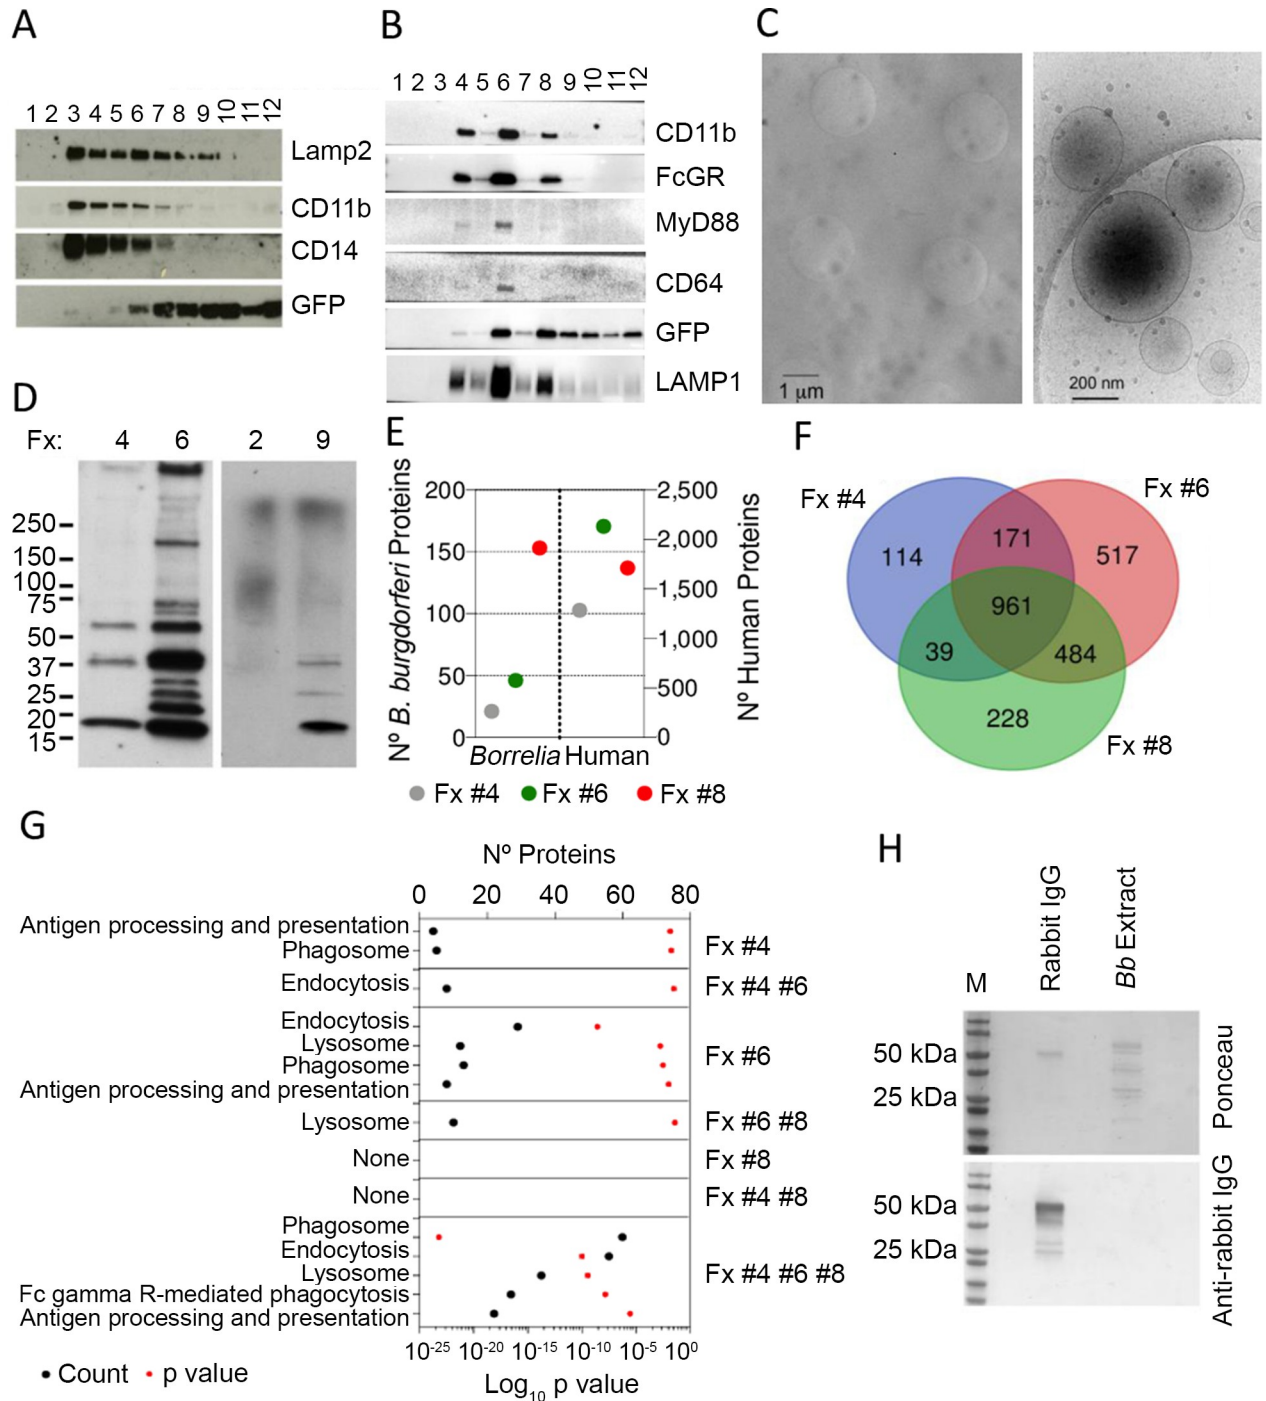 A
1 2 3 4 5 6 7 8 9 10 11 12
Lamp2
CD11b
CD14
GFP
B
1 2 3 4 5 6 7 8 9 10 11 12
CD11b
FcGR
MyD88
CD64
GFP
LAMP1
C
1 µm
200 nm
D
Fx: 4 6 2 9
250
150
100
75
50
37
25
20
15
E
Nº B. burgdorferi Proteins
200
150
100
50
0
2,500
2,000
1,500
1,000
500
0
Nº Human Proteins
Borrelia Human
Fx #4 Fx #6 Fx #8
F
Fx #4
Fx #6
114
171
517
961
39
484
228
Fx #8
G
Nº Proteins
0 20 40 60 80
Antigen processing and presentation
Phagosome
Fx #4
Endocytosis
Fx #4 #6
Endocytosis
Lysosome
Phagosome
Antigen processing and presentation
Fx #6
Lysosome
Fx #6 #8
None
Fx #8
None
Fx #4 #8
Phagosome
Endocytosis
Lysosome
Fc gamma R-mediated phagocytosis
Antigen processing and presentation
Fx #4 #6 #8
10-25 10-20 10-15 10-10 10-5 100
Log10 p value
Count p value
H
M
Rabbit IgG
Bb Extract
50 kDa
25 kDa
Ponceau
50 kDa
25 kDa
Anti-rabbit IgG